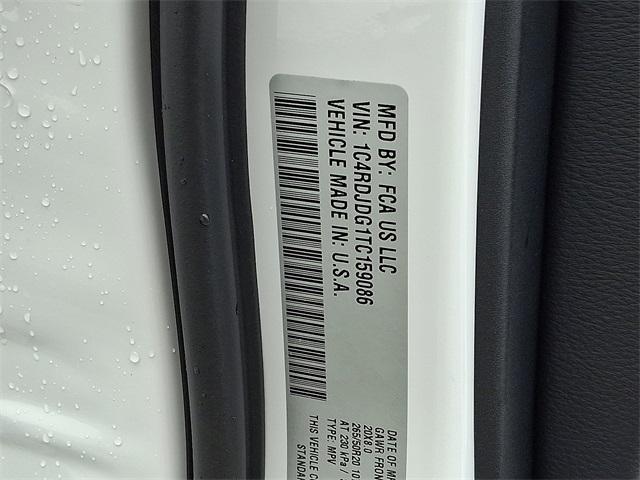 MFD BY: FCA US LLC
VIN: 1C4RDJDG1TC159086
VEHICLE MADE IN: U.S.A.
DATE OF
GAWR FRON
20X8.0
265/50R20
AT 230 kPa /
TYPE: MPV
THIS VEHICLE